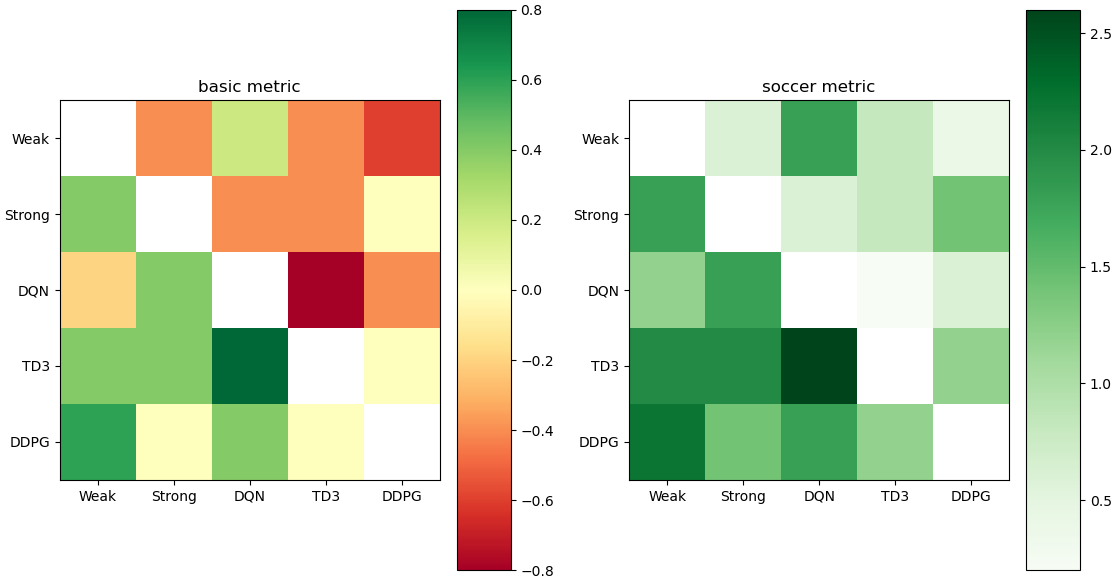 basic metric
Weak
Strong
DQN
TD3
DDPG
Weak Strong DQN TD3 DDPG
0.8
0.6
0.4
0.2
0.0
−0.2
−0.4
−0.6
−0.8
soccer metric
Weak
Strong
DQN
TD3
DDPG
Weak Strong DQN TD3 DDPG
2.5
2.0
1.5
1.0
0.5